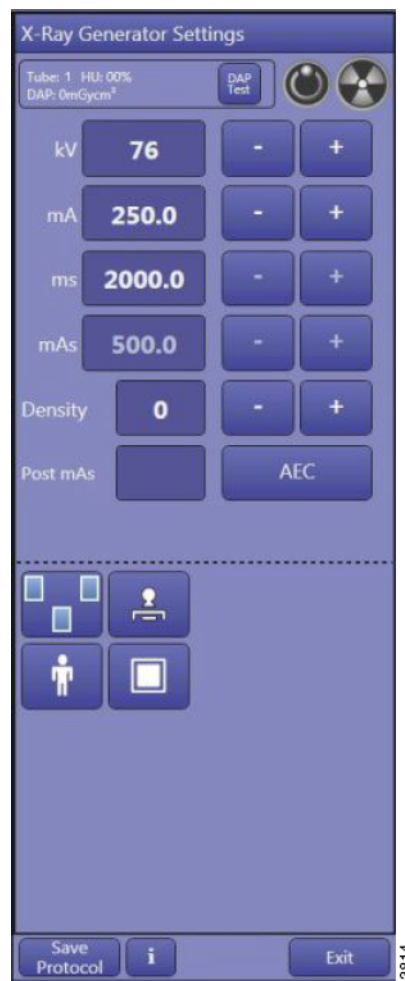 X-Ray Generator Settings
Tube: 1 HU: 00%
DAP: 0mGycm²
DAP
Test
kV 76 - +
mA 250.0 - +
ms 2000.0 - +
mAs 500.0 - +
Density 0 - +
Post mAs AEC
Save
Protocol
i
Exit